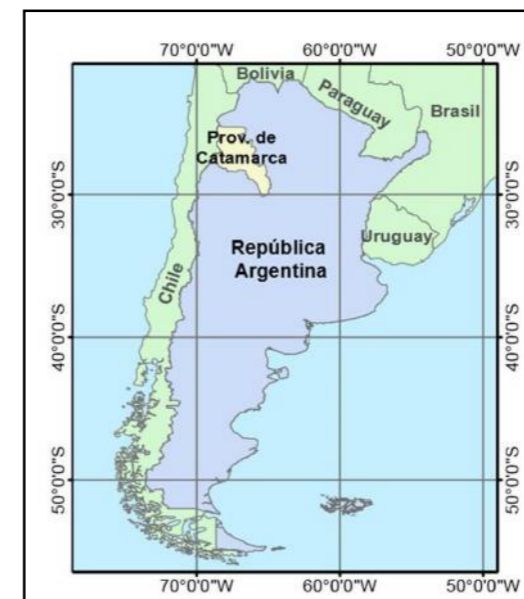 70°0'0"W 60°0'0"W 50°0'0"W
Bolivia
Paraguay
Brasil
Prov. de
Catamarca
30°0'0"S 30°0'0"S
Uruguay
República
Argentina
Chile
40°0'0"S 40°0'0"S
50°0'0"S 50°0'0"S
70°0'0"W 60°0'0"W 50°0'0"W